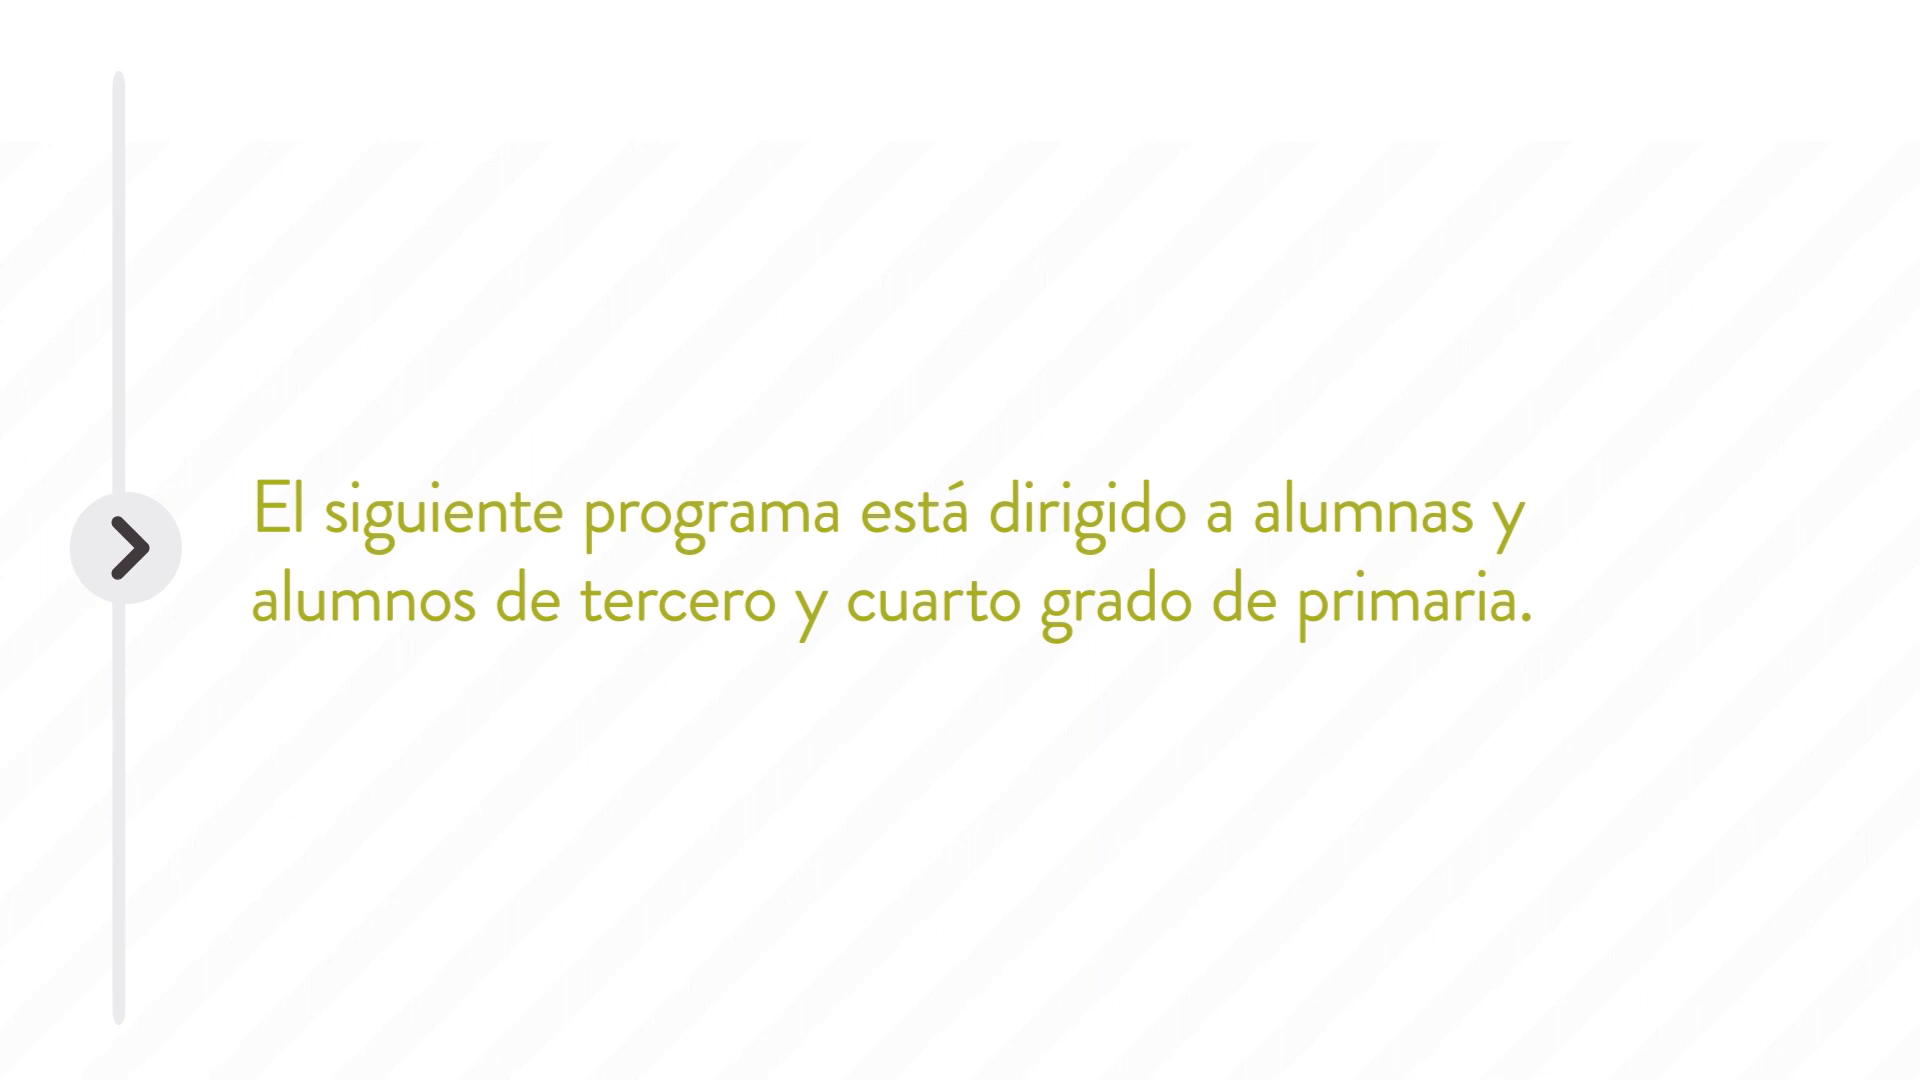 El siguiente programa está dirigido a alumnas y
alumnos de tercero y cuarto grado de primaria.